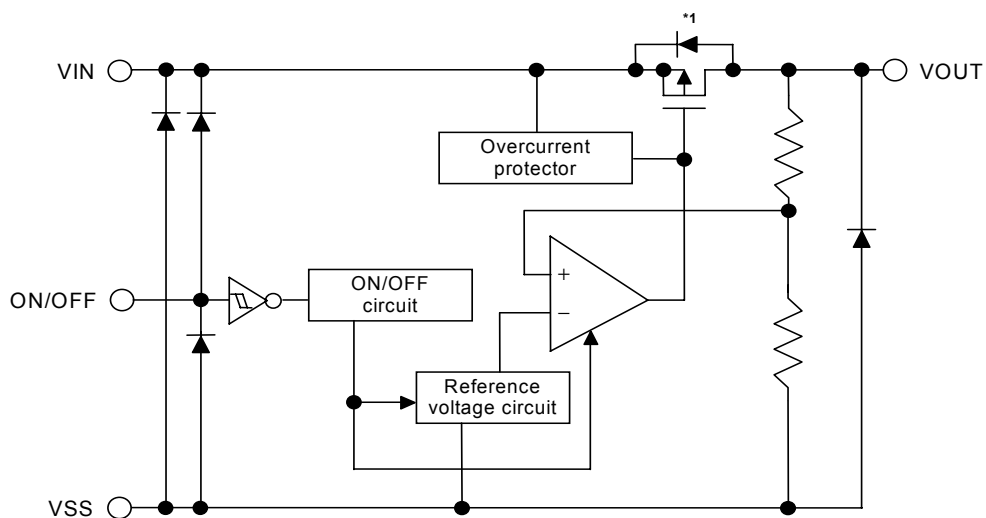 *1
VIN
VOUT
Overcurrent
protector
+
−
ON/OFF
ON/OFF
circuit
Reference
voltage circuit
VSS